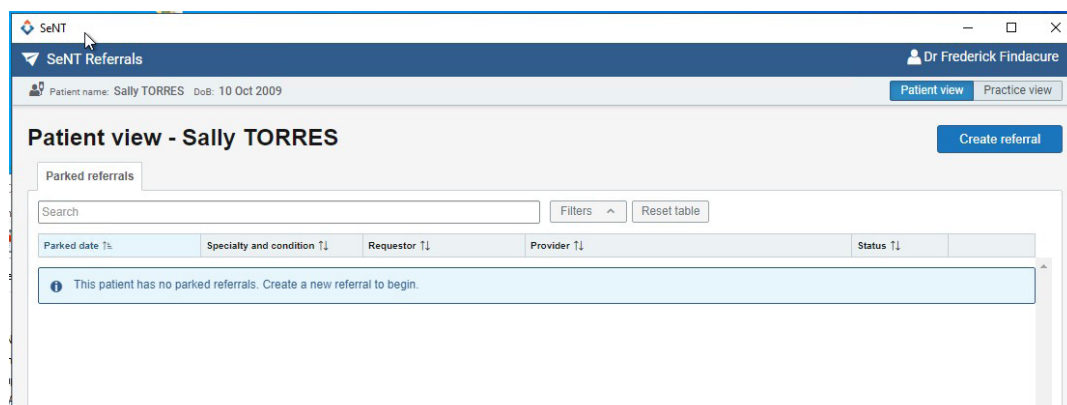 SeNT
SeNT Referrals Dr Frederick Findacure
Patient name: Sally TORRES DoB: 10 Oct 2009 Patient view Practice view
Patient view - Sally TORRES Create referral
Parked referrals
Search Filters Reset table
Parked date Specialty and condition Requestor Provider Status
This patient has no parked referrals. Create a new referral to begin.